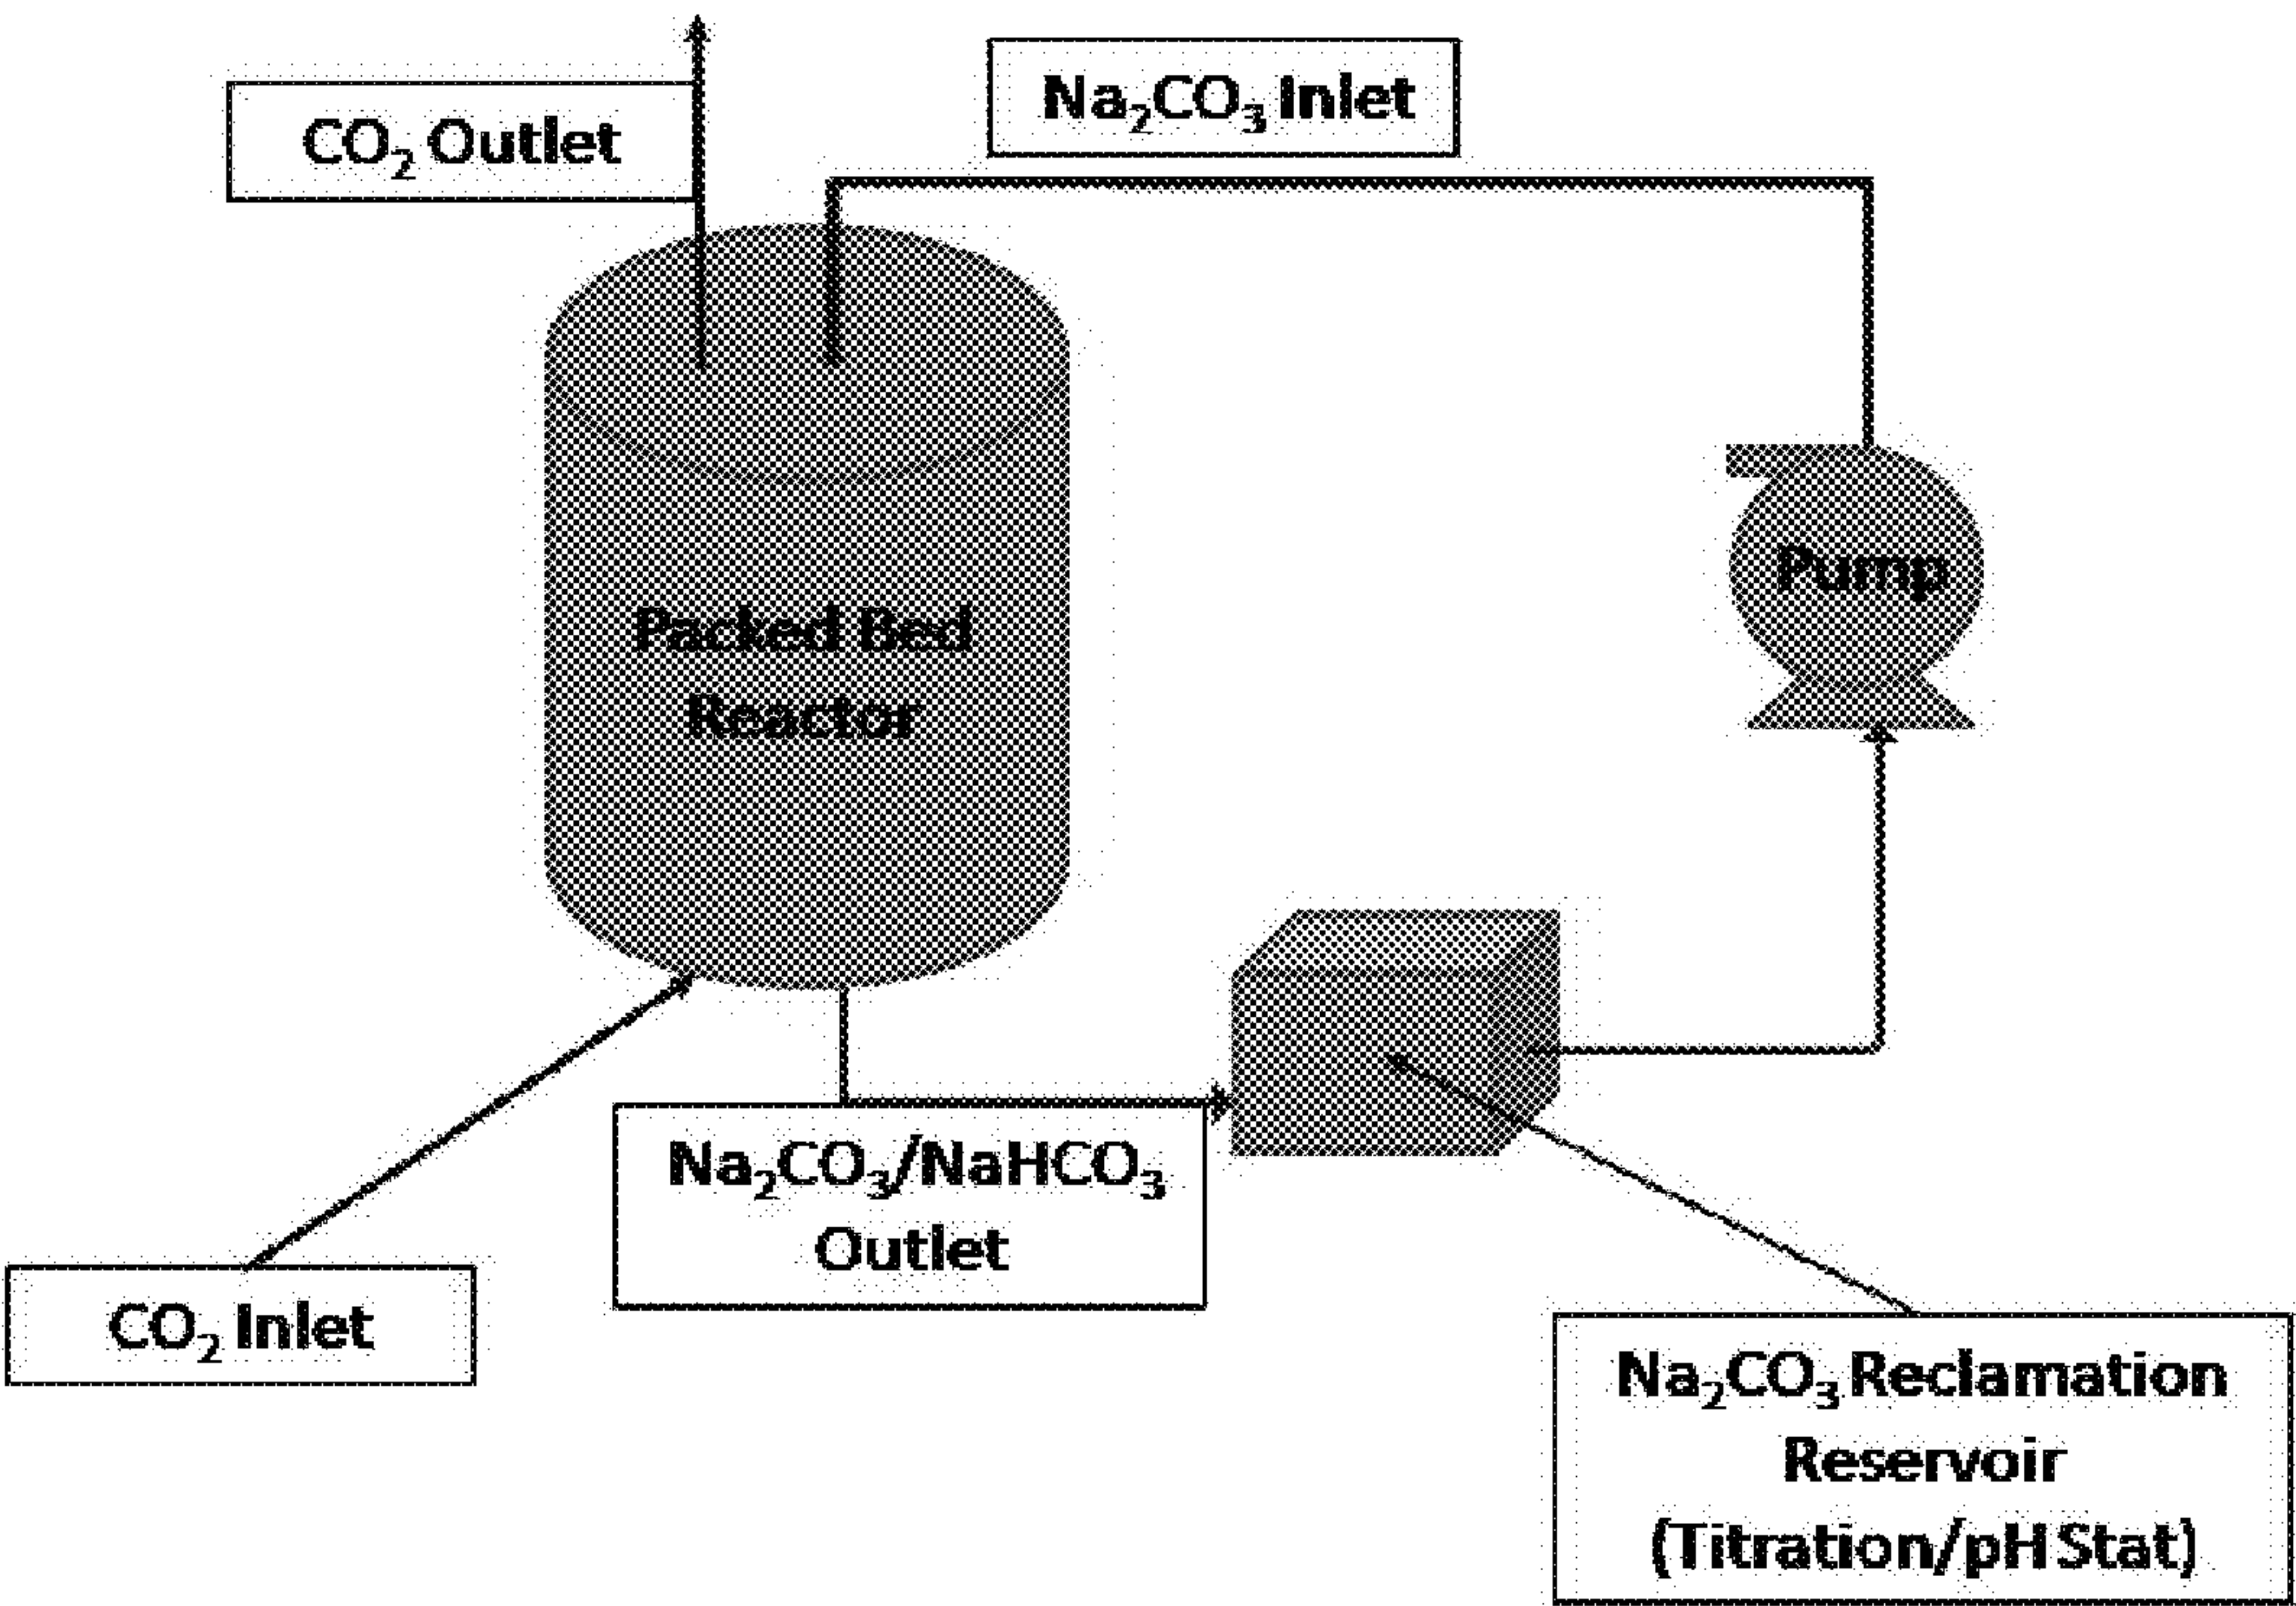 CO₂ Outlet
Na₂CO₃ Inlet
Packed Bed
Reactor
Pump
Na₂CO₃/NaHCO₃
Outlet
CO₂ Inlet
Na₂CO₃ Reclamation
Reservoir
(Titration/pH Stat)